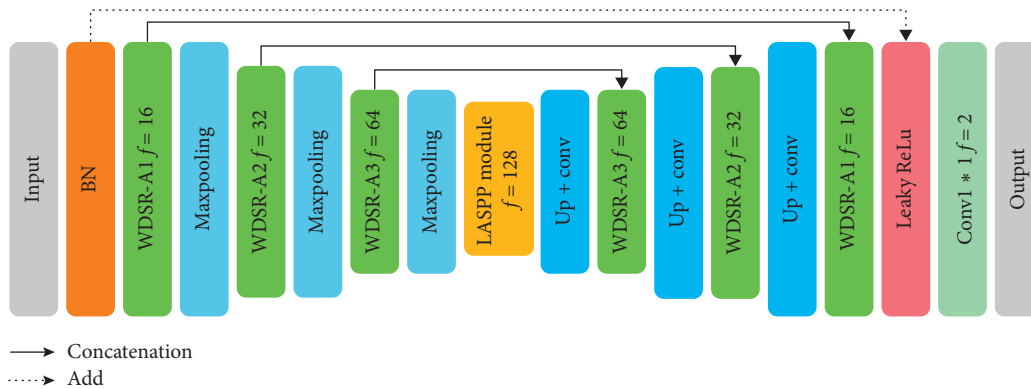 Input
BN
WDSR-A1 f = 16
Maxpooling
WDSR-A2 f = 32
Maxpooling
WDSR-A3 f = 64
Maxpooling
LASPP module
f = 128
Up + conv
WDSR-A3 f = 64
Up + conv
WDSR-A2 f = 32
Up + conv
WDSR-A1 f = 16
Leaky ReLu
Conv1 * 1 f = 2
Output
Concatenation
Add